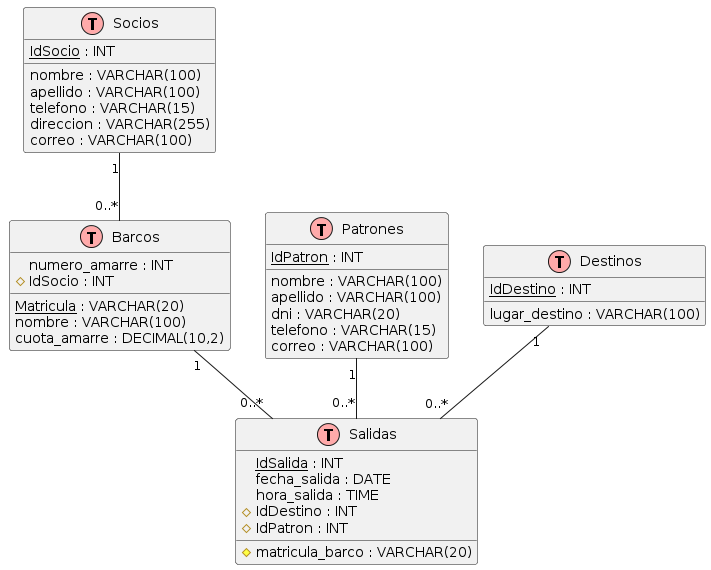 T Socios
IdSocio : INT
nombre : VARCHAR(100)
apellido : VARCHAR(100)
telefono : VARCHAR(15)
direccion : VARCHAR(255)
correo : VARCHAR(100)
1
0..*
T Barcos
numero_amarre : INT
IdSocio : INT
Matricula : VARCHAR(20)
nombre : VARCHAR(100)
cuota_amarre : DECIMAL(10,2)
T Patrones
IdPatron : INT
nombre : VARCHAR(100)
apellido : VARCHAR(100)
dni : VARCHAR(20)
telefono : VARCHAR(15)
correo : VARCHAR(100)
T Destinos
IdDestino : INT
lugar_destino : VARCHAR(100)
1
1
1
0..*
0..*
0..*
T Salidas
IdSalida : INT
fecha_salida : DATE
hora_salida : TIME
IdDestino : INT
IdPatron : INT
matricula_barco : VARCHAR(20)